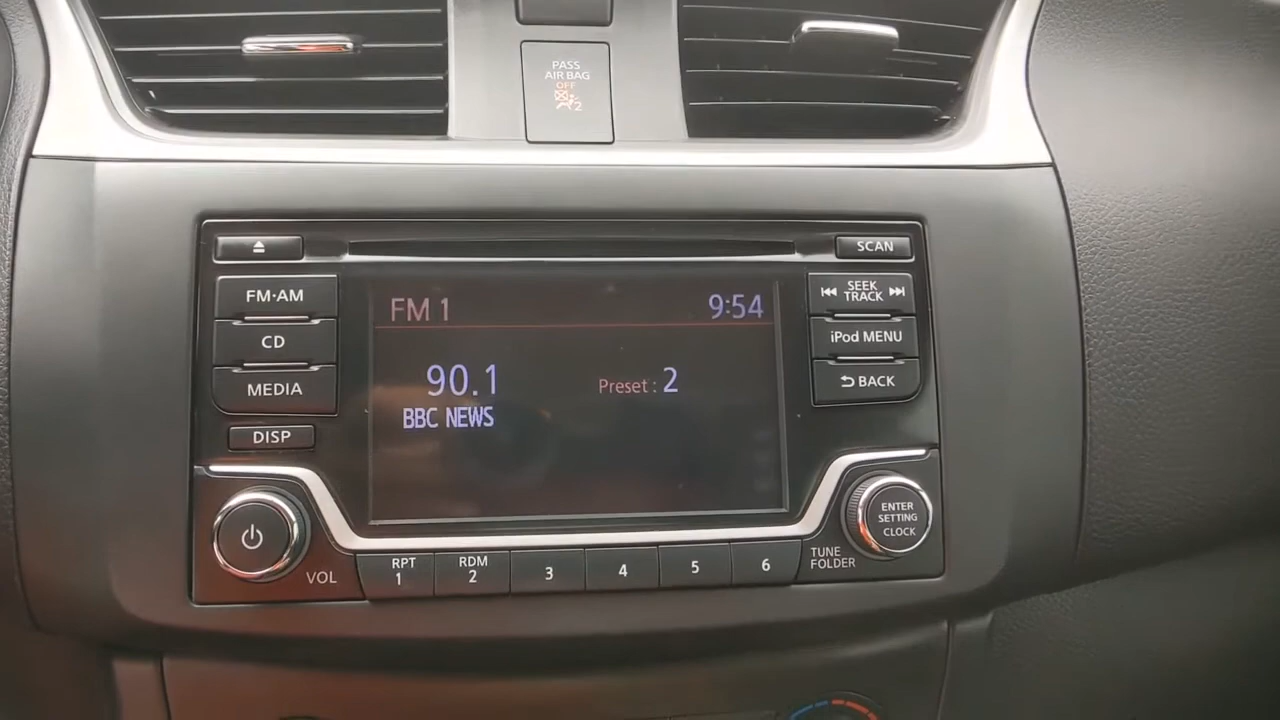 PASS
AIR BAG
OFF
2
SCAN
FM·AM
SEEK
TRACK
CD
iPod MENU
MEDIA
BACK
DISP
FM 1 9:54
90.1 Preset : 2
BBC NEWS
ENTER
SETTING
CLOCK
VOL
RPT
1
RDM
2
3
4
5
6
TUNE
FOLDER